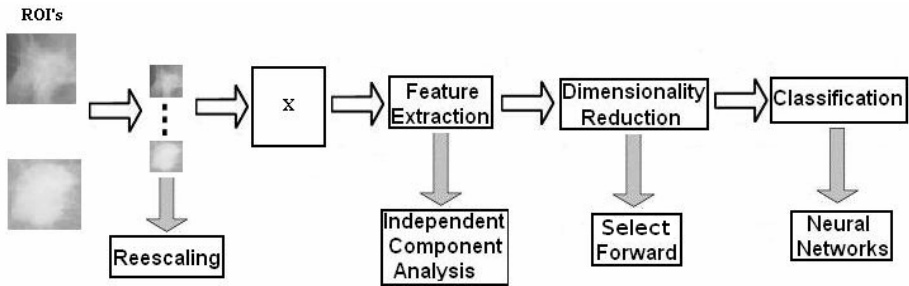 ROI's
x
Feature
Extraction
Dimensionality
Reduction
Classification
Reescaling
Independent
Component
Analysis
Select
Forward
Neural
Networks